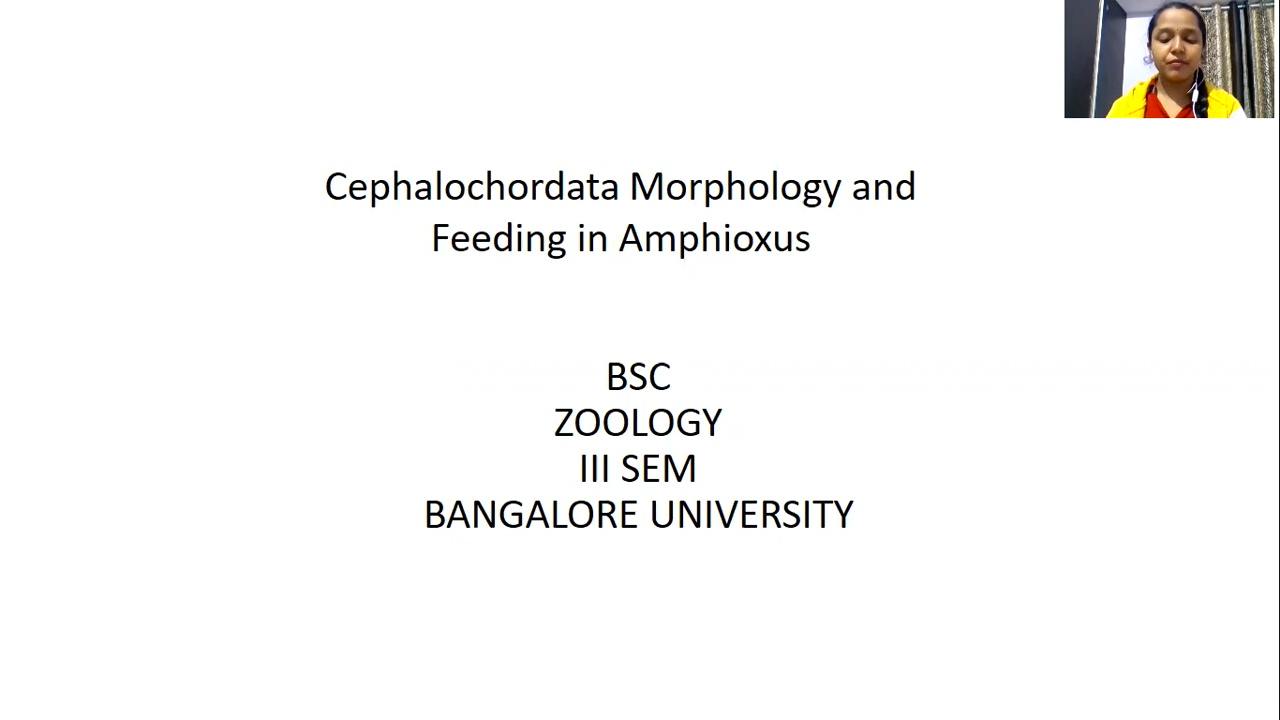 Cephalochordata Morphology and
Feeding in Amphioxus
BSC
ZOOLOGY
III SEM
BANGALORE UNIVERSITY